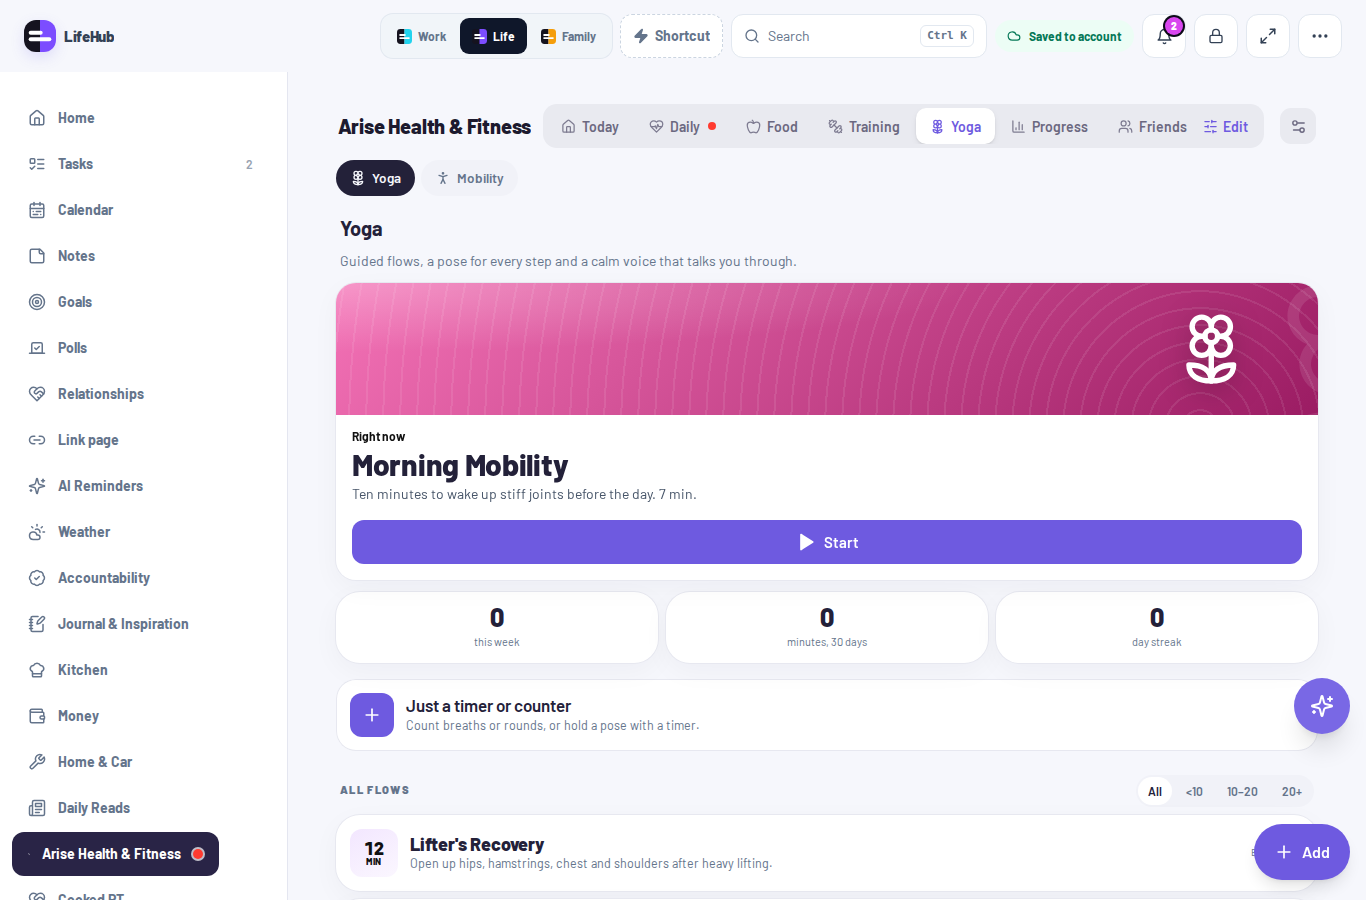 LifeHub
Work
Life
Family
Shortcut
Search
Ctrl K
Saved to account
2
Home
Tasks
2
Calendar
Notes
Goals
Polls
Relationships
Link page
AI Reminders
Weather
Accountability
Journal & Inspiration
Kitchen
Money
Home & Car
Daily Reads
Arise Health & Fitness
Arise Health & Fitness
Today
Daily
Food
Training
Yoga
Progress
Friends
Edit
Yoga
Mobility
Yoga
Guided flows, a pose for every step and a calm voice that talks you through.
Right now
Morning Mobility
Ten minutes to wake up stiff joints before the day. 7 min.
Start
0
this week
0
minutes, 30 days
0
day streak
Just a timer or counter
Count breaths or rounds, or hold a pose with a timer.
ALL FLOWS
All
<10
10–20
20+
12
MIN
Lifter's Recovery
Open up hips, hamstrings, chest and shoulders after heavy lifting.
Add